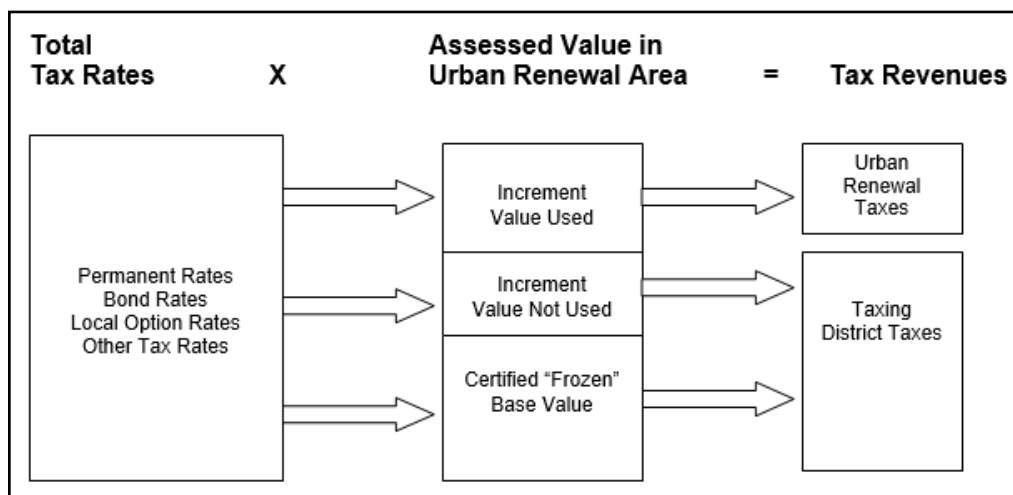 Total
Tax Rates X
Assessed Value in
Urban Renewal Area = Tax Revenues
Permanent Rates
Bond Rates
Local Option Rates
Other Tax Rates
Increment
Value Used
Increment
Value Not Used
Certified “Frozen”
Base Value
Urban
Renewal
Taxes
Taxing
District Taxes